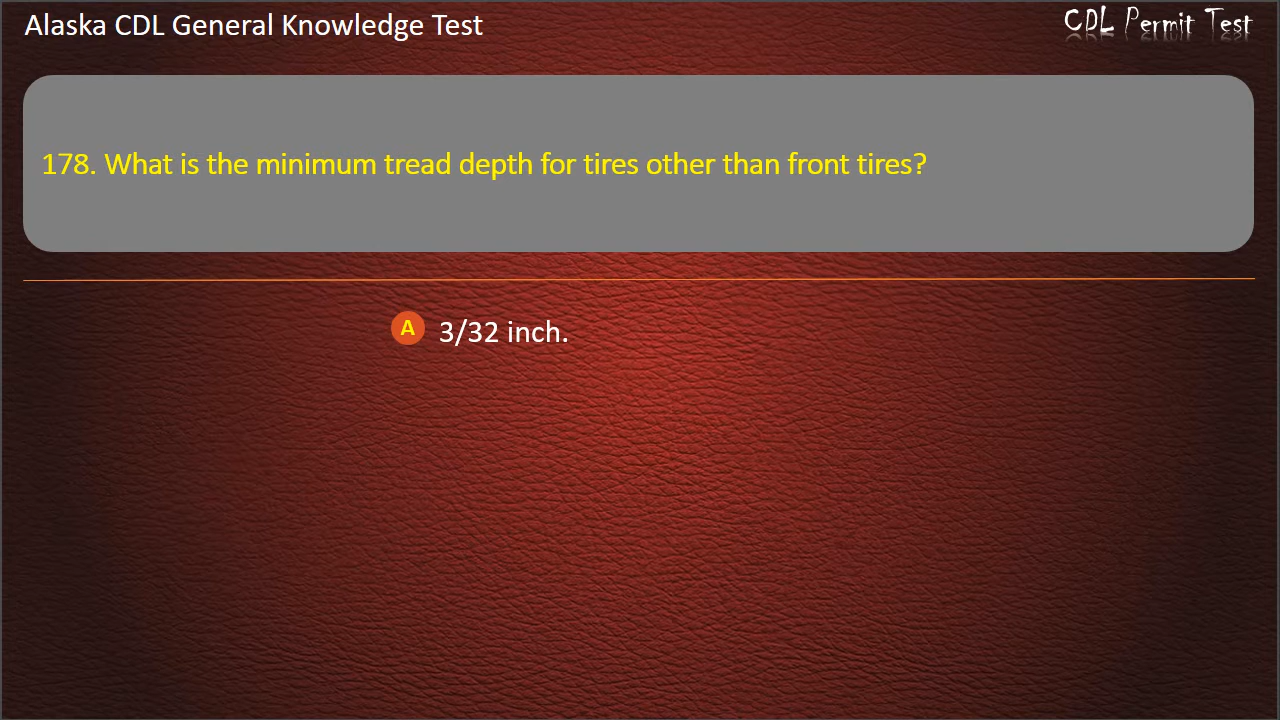 Alaska CDL General Knowledge Test
CDL Permit Test
178. What is the minimum tread depth for tires other than front tires?
A 3/32 inch.